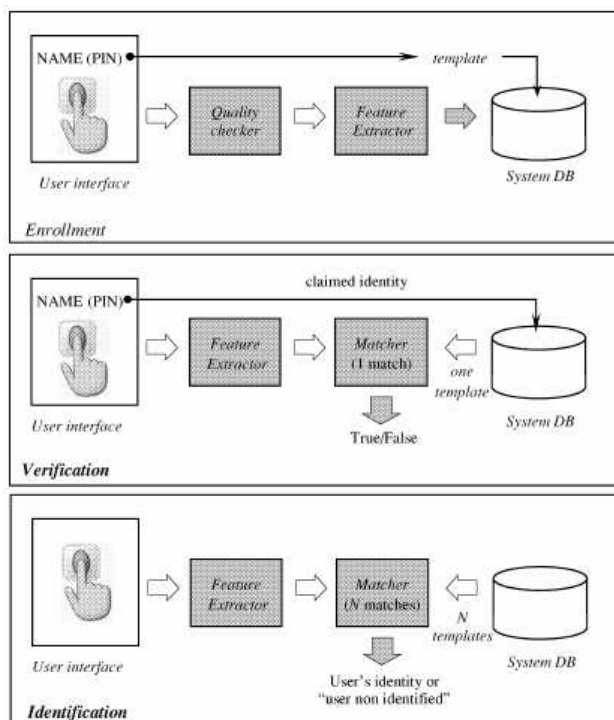 NAME (PIN)
template
Quality
checker
Feature
Extractor
User interface
System DB
Enrollment
claimed identity
NAME (PIN)
Feature
Extractor
Matcher
(1 match)
one
template
User interface
True/False
System DB
Verification
Feature
Extractor
Matcher
(N matches)
N
templates
User interface
System DB
User's identity or
“user non identified”
Identification